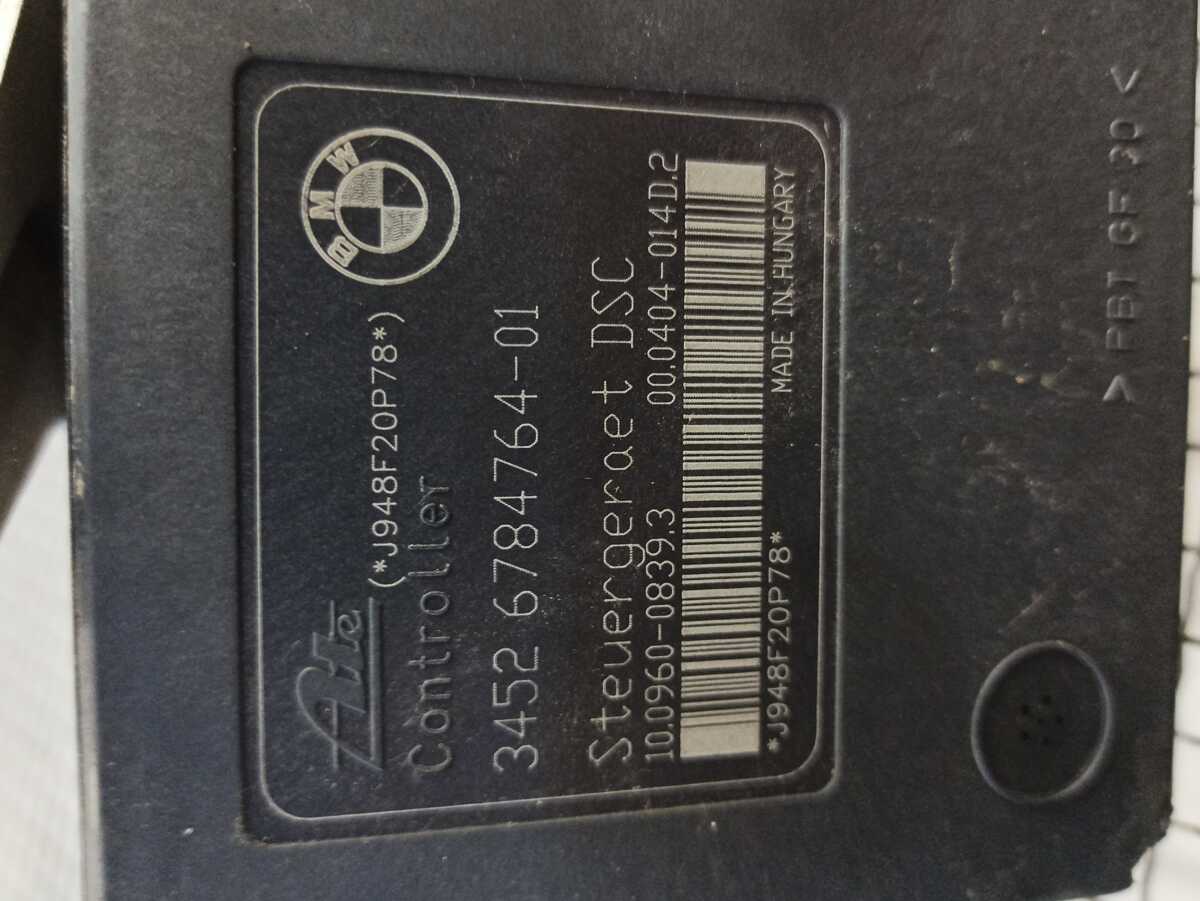 Ate
(*J948F20P78*)
BMW
Controller
3452 6784764-01
Steuergeraet DSC
10.0960-0839.3 00.0404-014D.2
*J948F20P78* MADE IN HUNGARY
> PBT GF 30 <